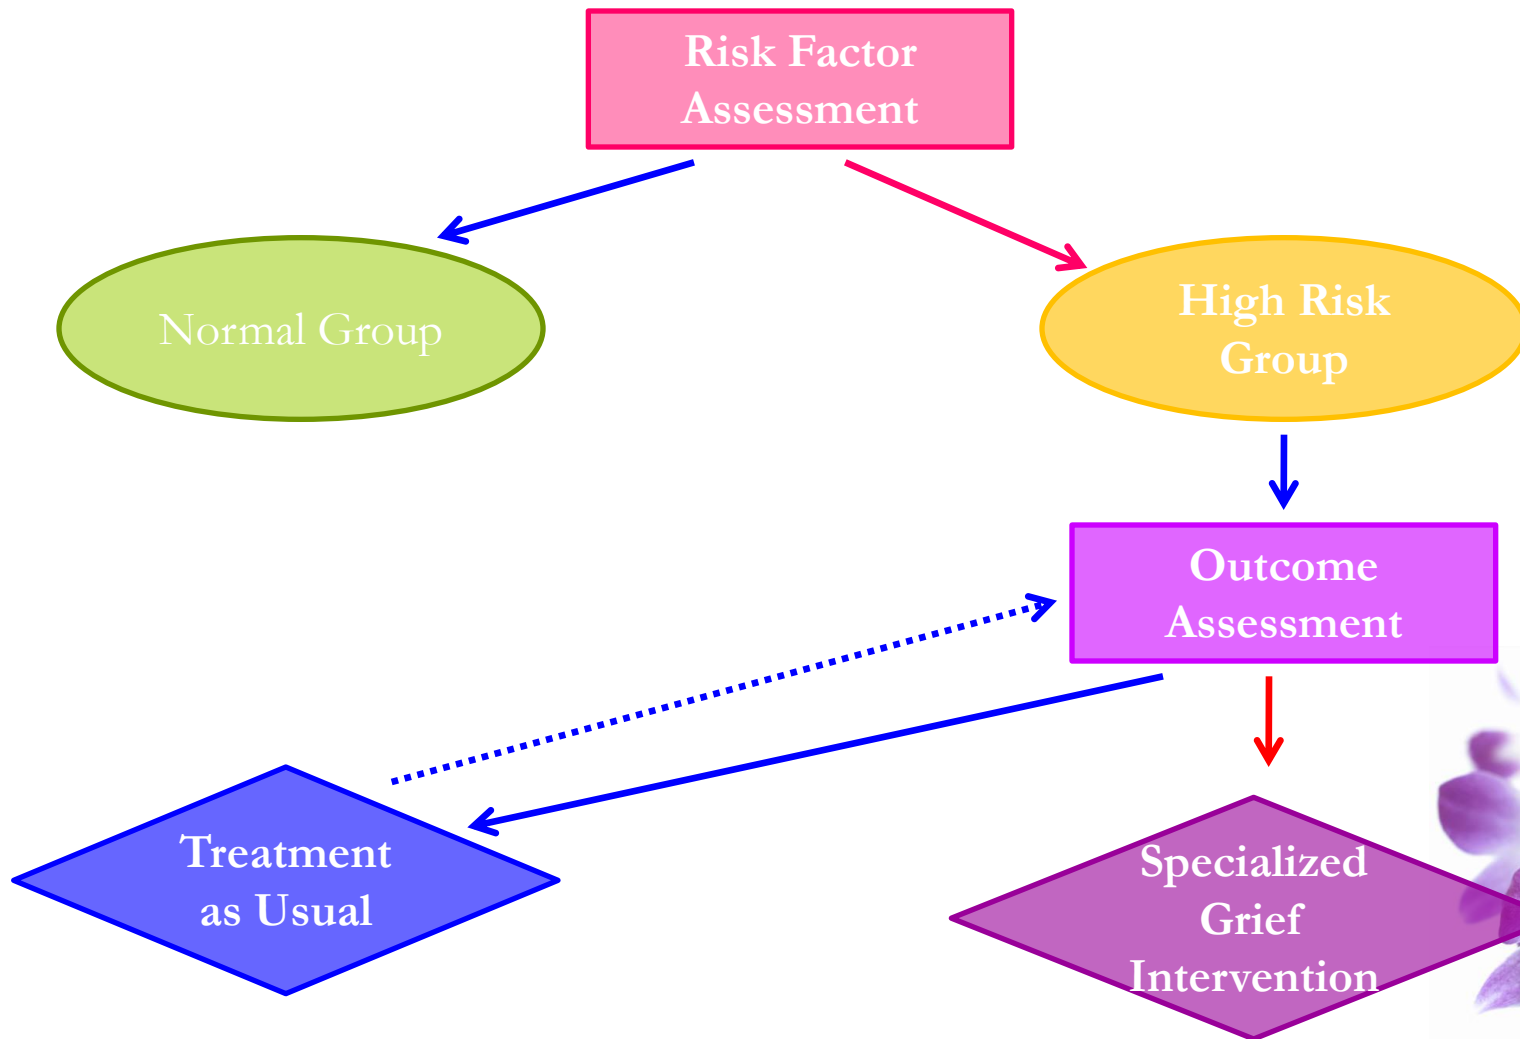 Risk Factor
Assessment
Normal Group
High Risk
Group
Outcome
Assessment
Treatment
as Usual
Specialized
Grief
Intervention